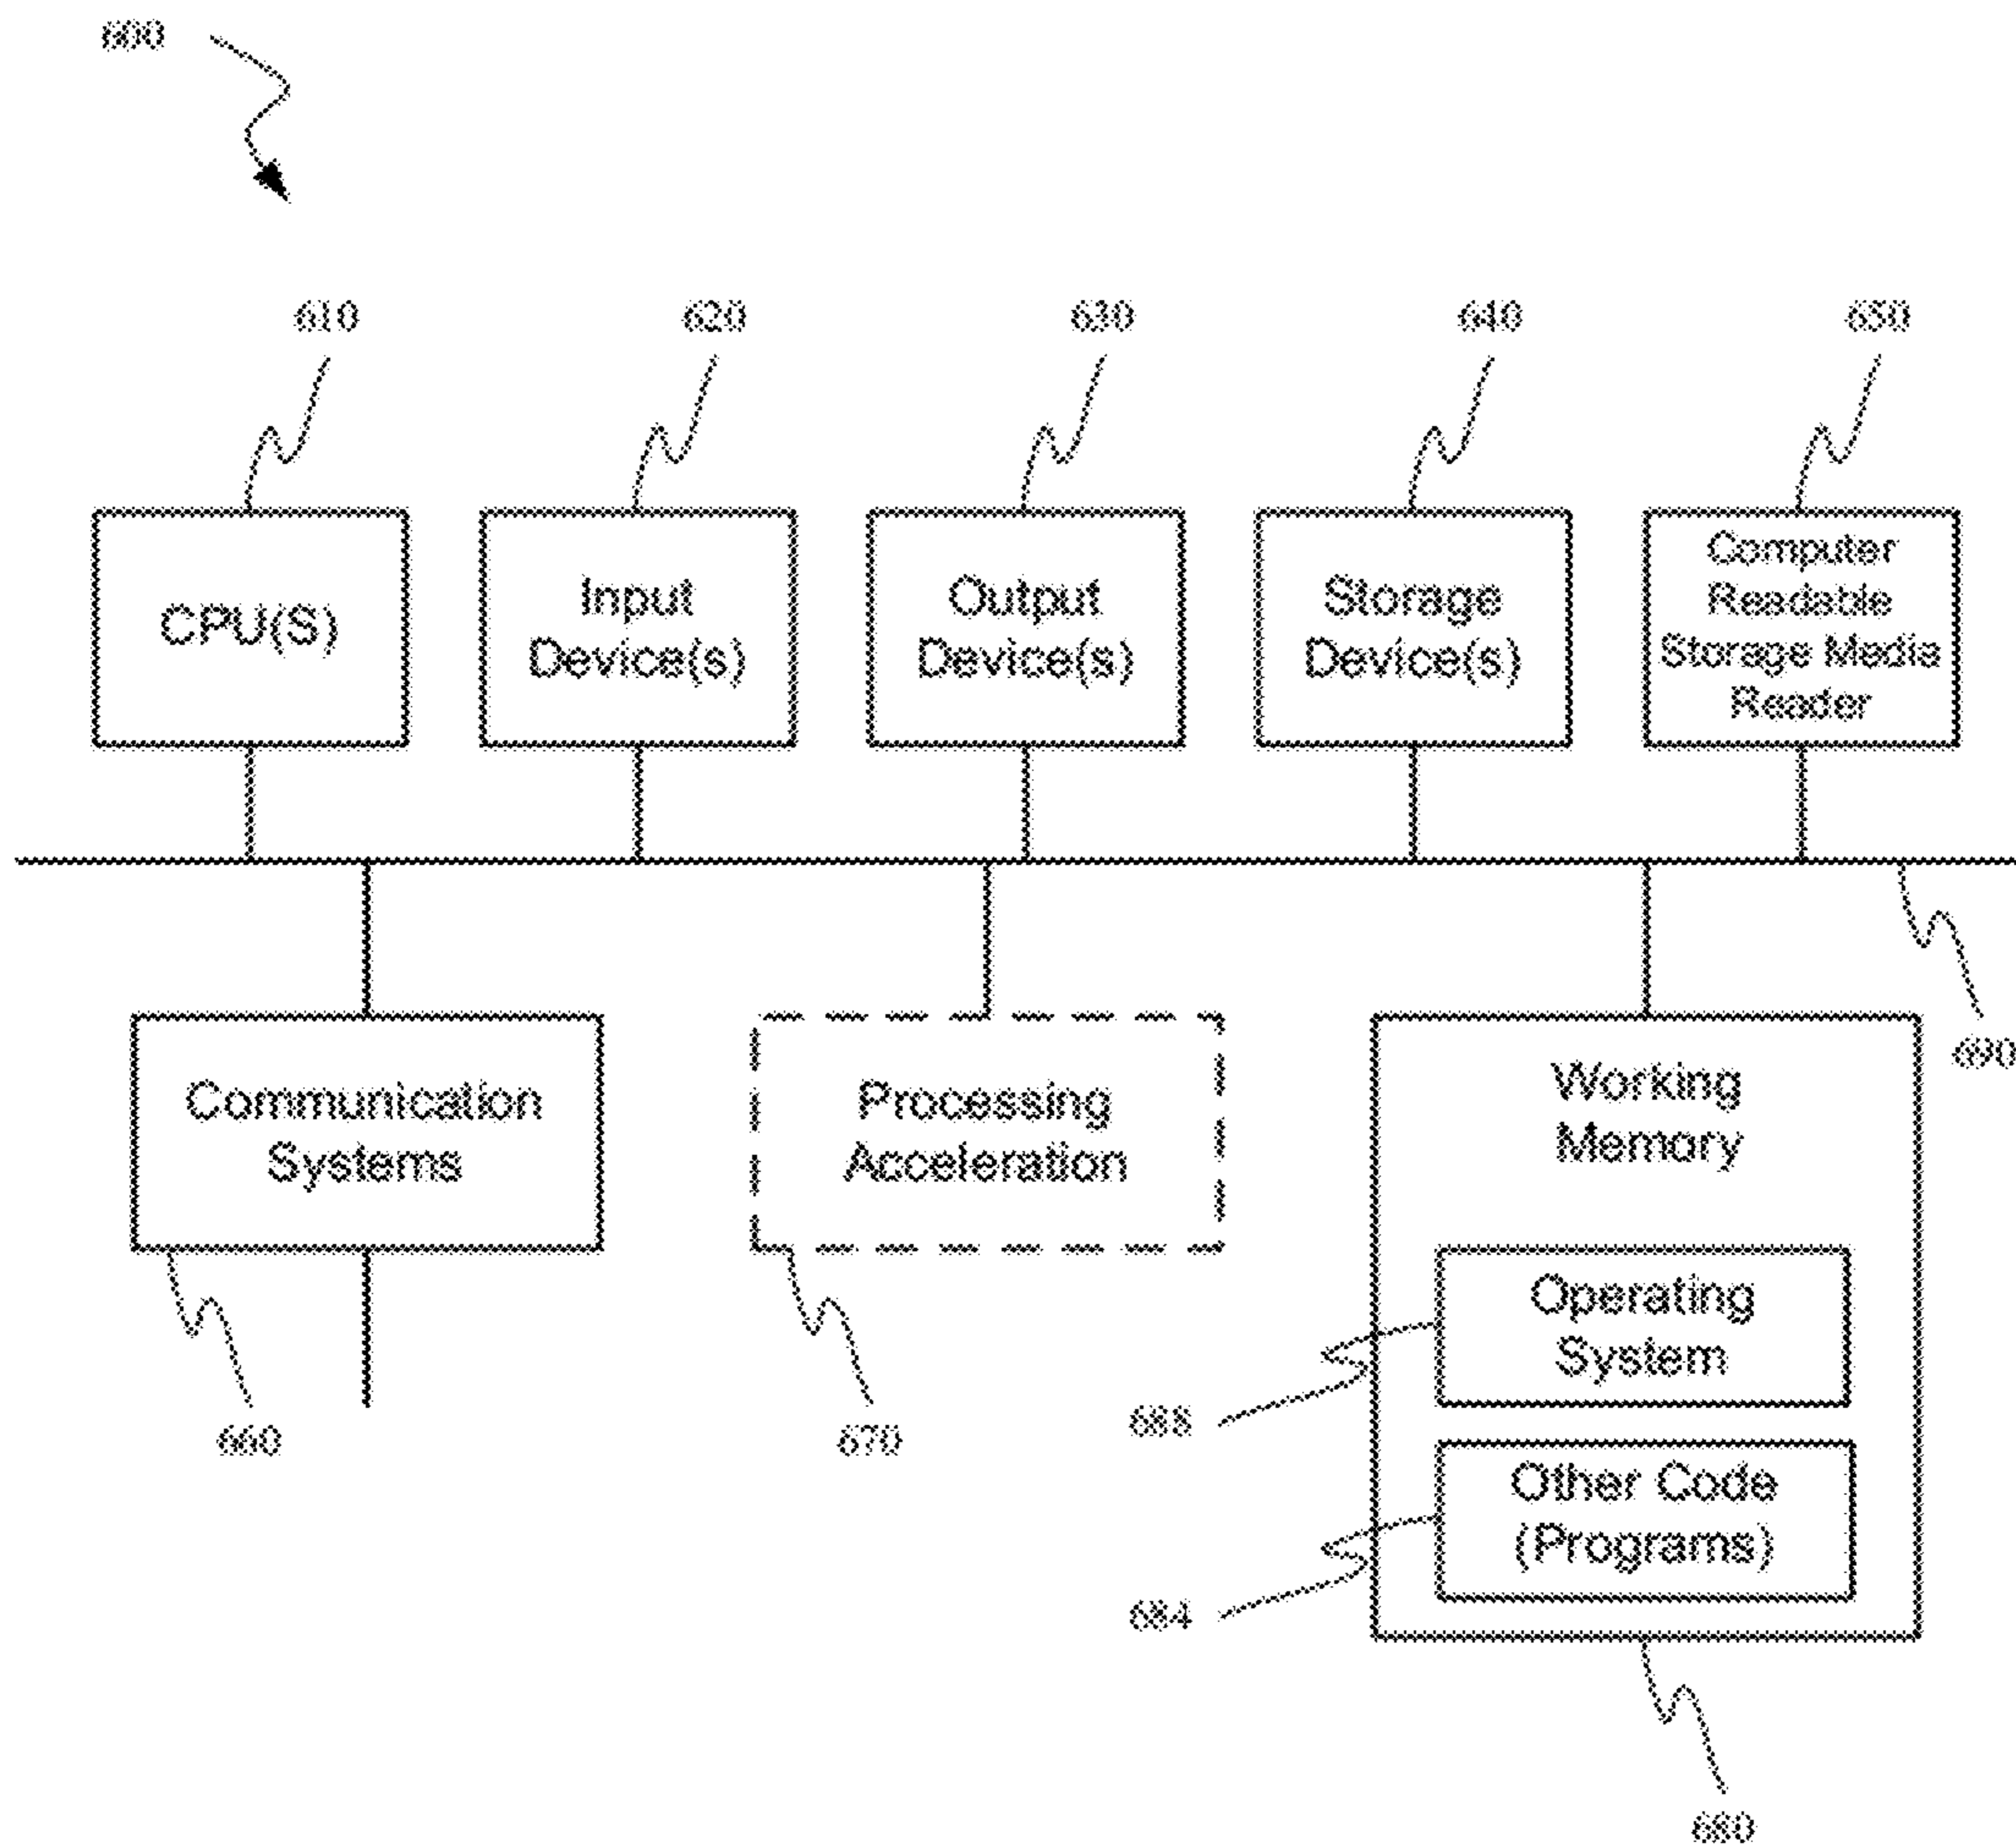 600
610
620
630
640
650
CPU(S)
Input
Device(s)
Output
Device(s)
Storage
Device(s)
Computer
Readable
Storage Media
Reader
690
Communication
Systems
Processing
Acceleration
Working
Memory
Operating
System
688
660
670
Other Code
(Programs)
684
680